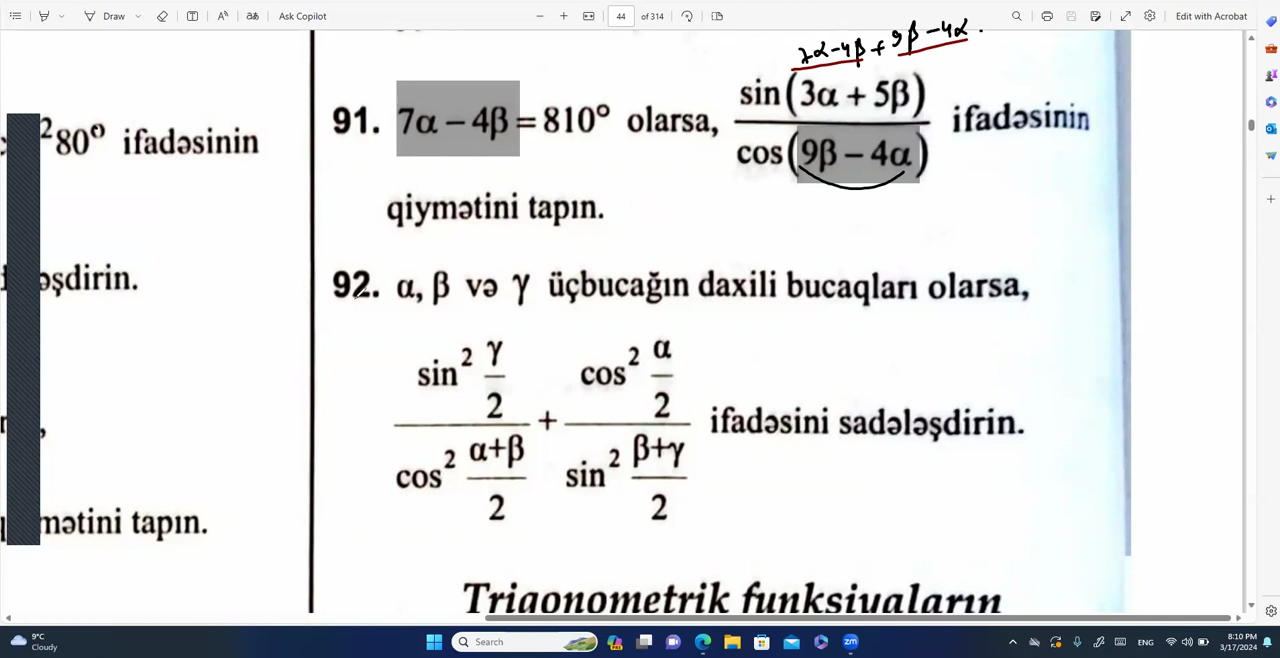 Draw
Ask Copilot
44
of 314
Edit with Acrobat
7α-4β+9β-4α
²80° ifadəsinin
əşdirin.
mətini tapın.
91. 7α – 4β = 810° olarsa, sin(3α + 5β) / cos(9β – 4α) ifadəsinin
qiymətini tapın.
92. α, β və γ üçbucağın daxili bucaqları olarsa,
sin² γ/2 / cos² α+β/2 + cos² α/2 / sin² β+γ/2 ifadəsini sadələşdirin.
Trigonometrik funksiyaların
9°C
Cloudy
Search
ENG
8:10 PM
3/17/2024